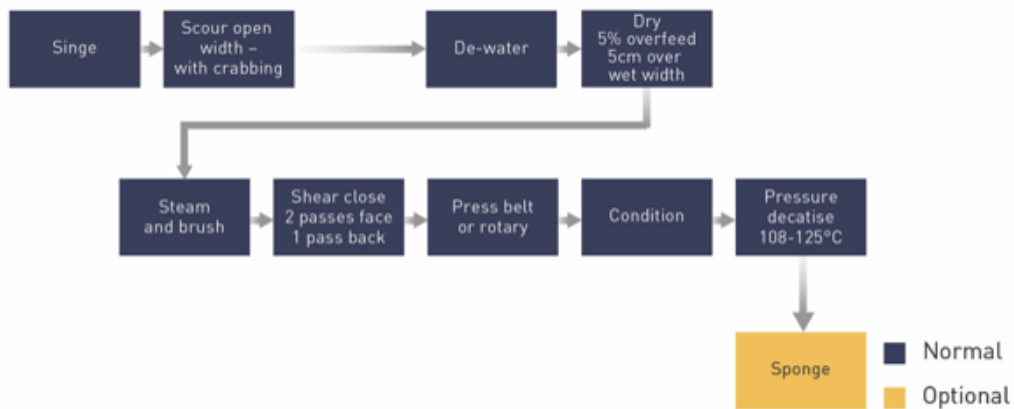 Singe
Scour open
width –
with crabbing
De-water
Dry
5% overfeed
5cm over
wet width
Steam
and brush
Shear close
2 passes face
1 pass back
Press belt
or rotary
Condition
Pressure
decatise
108-125°C
Sponge
Normal
Optional